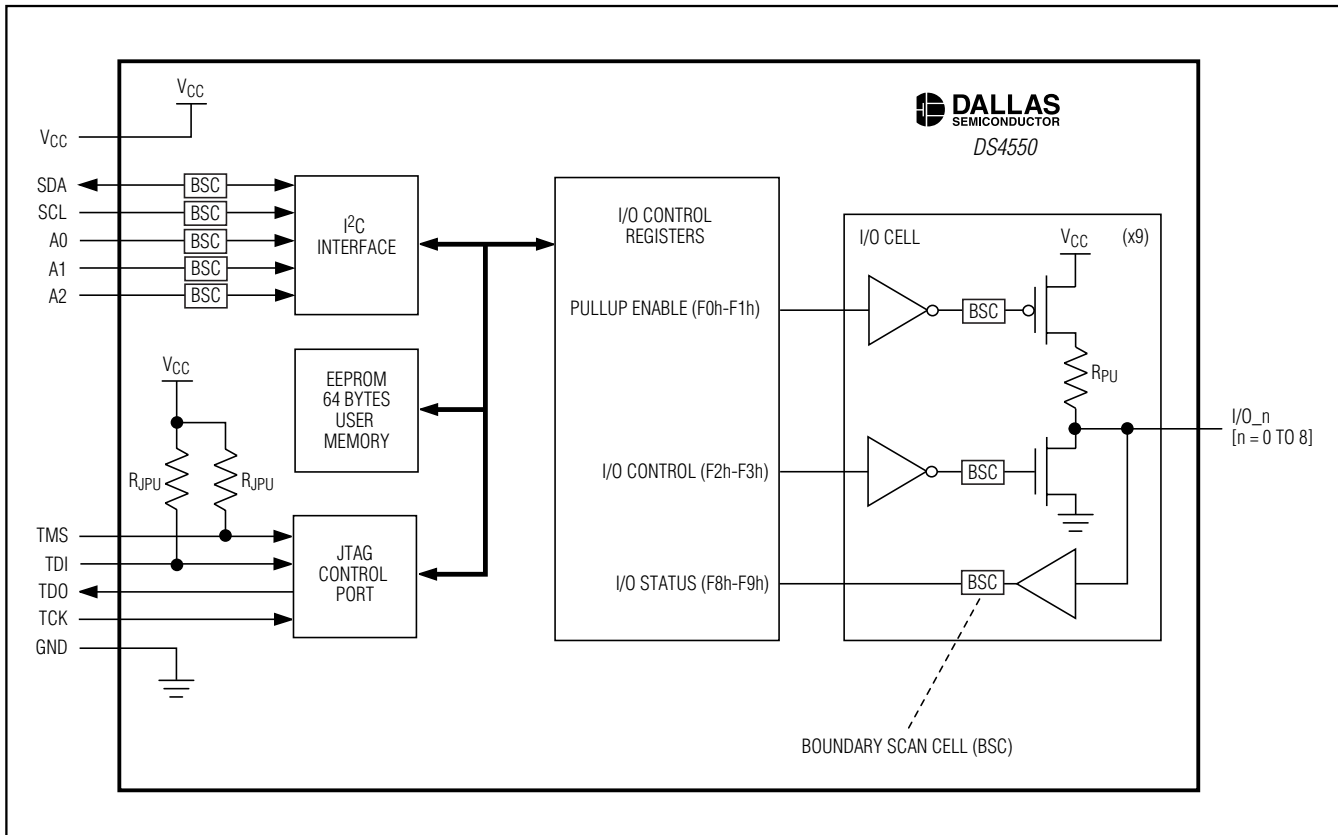 DALLAS
SEMICONDUCTOR
DS4550
VCC
VCC
SDA
SCL
A0
A1
A2
BSC
BSC
BSC
BSC
BSC
I2C
INTERFACE
EEPROM
64 BYTES
USER
MEMORY
VCC
RJPU
RJPU
TMS
TDI
TDO
TCK
GND
JTAG
CONTROL
PORT
I/O CONTROL
REGISTERS
PULLUP ENABLE (F0h-F1h)
I/O CONTROL (F2h-F3h)
I/O STATUS (F8h-F9h)
I/O CELL
VCC
(x9)
BSC
RPU
BSC
BSC
I/O_n
[n = 0 TO 8]
BOUNDARY SCAN CELL (BSC)